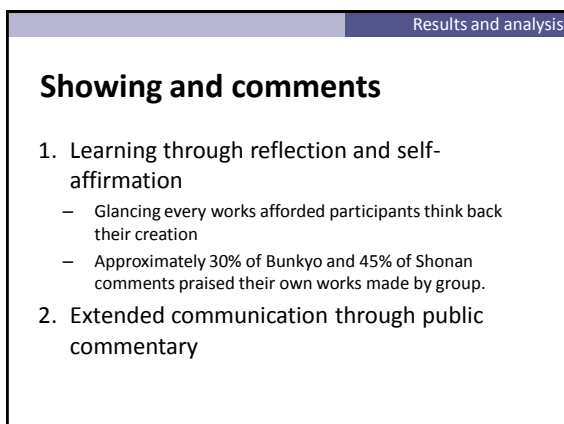 Results and analysis
Showing and comments
1. Learning through reflection and self-
affirmation
– Glancing every works afforded participants think back
their creation
– Approximately 30% of Bunkyo and 45% of Shonan
comments praised their own works made by group.
2. Extended communication through public
commentary